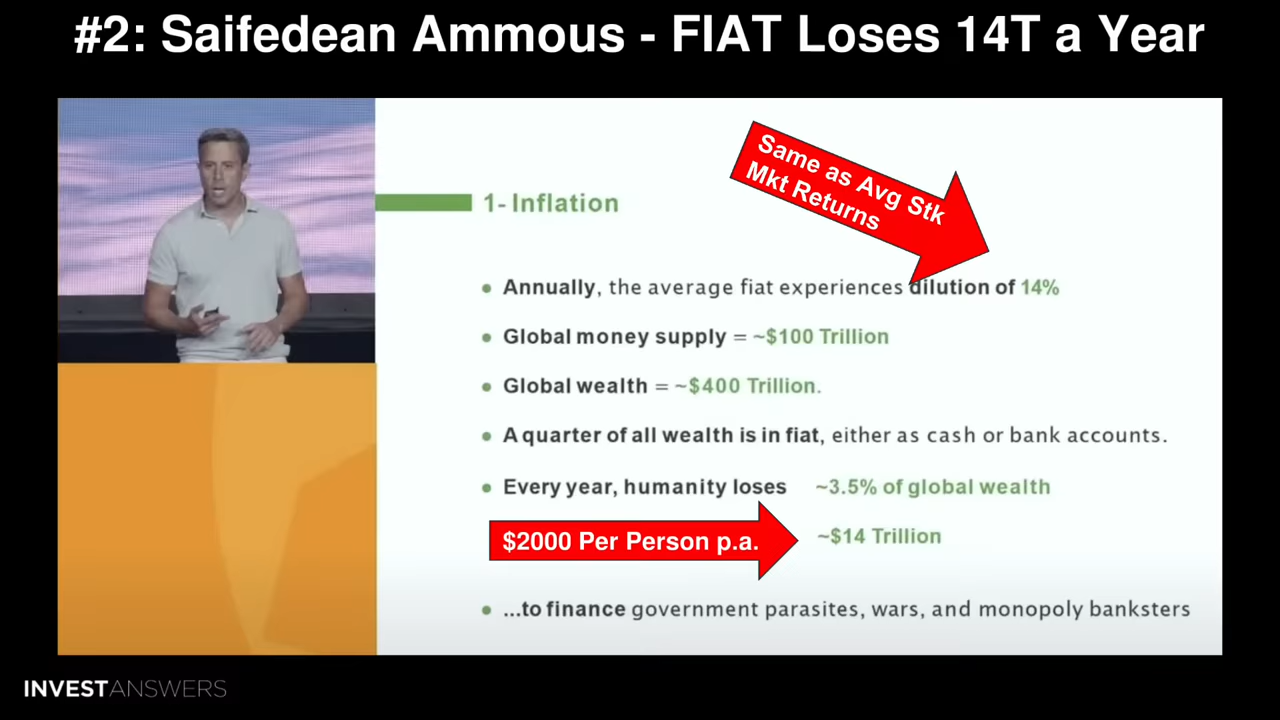 #2: Saifedean Ammous - FIAT Loses 14T a Year
Same as Avg Stk
Mkt Returns
1- Inflation
• Annually, the average fiat experiences dilution of 14%
• Global money supply = ~$100 Trillion
• Global wealth = ~$400 Trillion.
• A quarter of all wealth is in fiat, either as cash or bank accounts.
• Every year, humanity loses ~3.5% of global wealth
$2000 Per Person p.a. ~$14 Trillion
• ...to finance government parasites, wars, and monopoly banksters
INVESTANSWERS